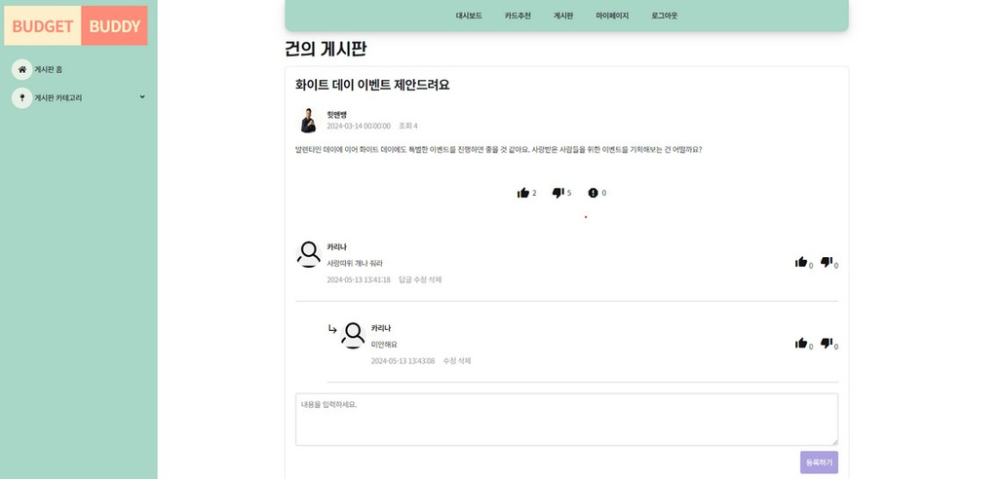 BUDGET BUDDY
게시판 홈
게시판 카테고리
대시보드 카드추천 게시판 마이페이지 로그아웃
건의 게시판
화이트 데이 이벤트 제안드려요
힛맨뱅
2024-03-14 00:00:00 조회 4
발렌타인 데이에 이어 화이트 데이에도 특별한 이벤트를 진행하면 좋을 것 같아요. 사랑받은 사람들을 위한 이벤트를 기획해보는 건 어떨까요?
2 5 0
카리나
사랑따위 개나 줘라
0 0
2024-05-13 13:41:18 답글 수정 삭제
카리나
미안해요
0 0
2024-05-13 13:43:08 수정 삭제
내용을 입력하세요.
등록하기